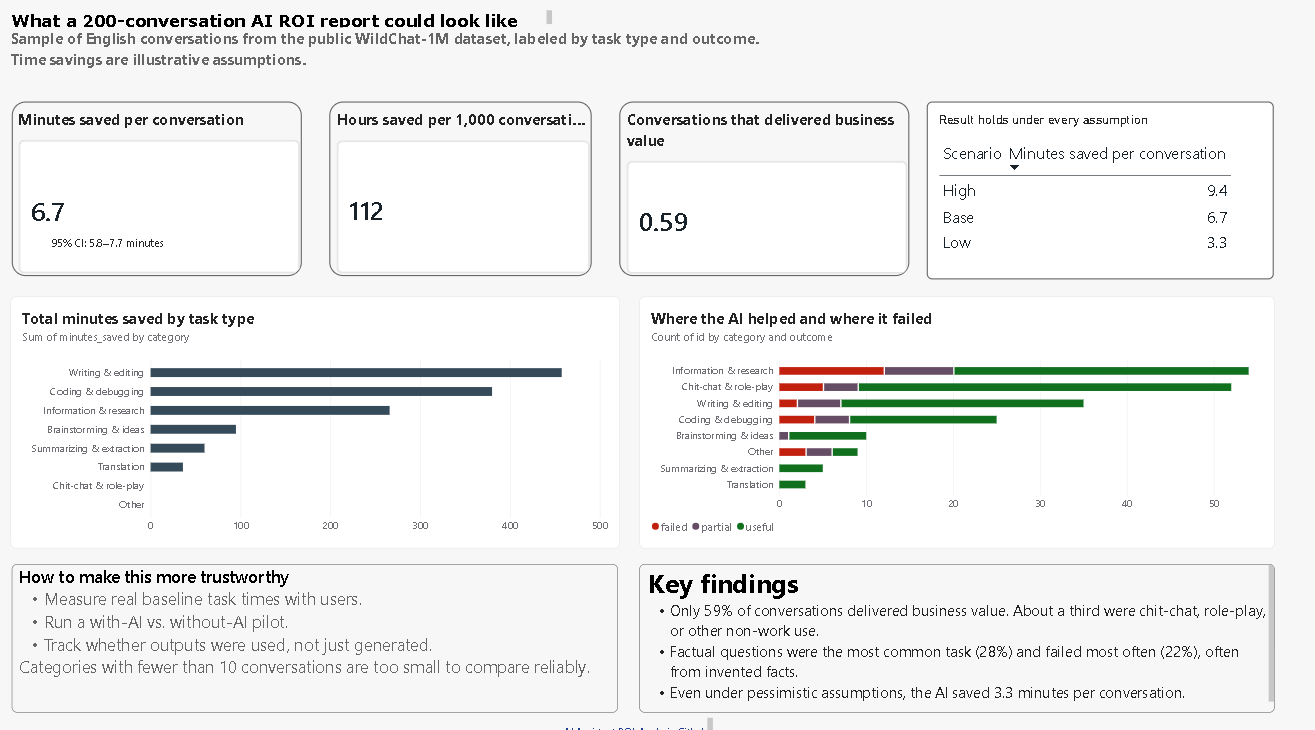 What a 200-conversation AI ROI report could look like
Sample of English conversations from the public WildChat-1M dataset, labeled by task type and outcome.
Time savings are illustrative assumptions.
Minutes saved per conversation
6.7
95% CI: 5.8–7.7 minutes
Hours saved per 1,000 conversati...
112
Conversations that delivered business
value
0.59
Result holds under every assumption
Scenario Minutes saved per conversation
High 9.4
Base 6.7
Low 3.3
Total minutes saved by task type
Sum of minutes_saved by category
Writing & editing
Coding & debugging
Information & research
Brainstorming & ideas
Summarizing & extraction
Translation
Chit-chat & role-play
Other
0 100 200 300 400 500
Where the AI helped and where it failed
Count of id by category and outcome
Information & research
Chit-chat & role-play
Writing & editing
Coding & debugging
Brainstorming & ideas
Other
Summarizing & extraction
Translation
0 10 20 30 40 50
failed partial useful
How to make this more trustworthy
• Measure real baseline task times with users.
• Run a with-AI vs. without-AI pilot.
• Track whether outputs were used, not just generated.
Categories with fewer than 10 conversations are too small to compare reliably.
Key findings
• Only 59% of conversations delivered business value. About a third were chit-chat, role-play,
or other non-work use.
• Factual questions were the most common task (28%) and failed most often (22%), often
from invented facts.
• Even under pessimistic assumptions, the AI saved 3.3 minutes per conversation.